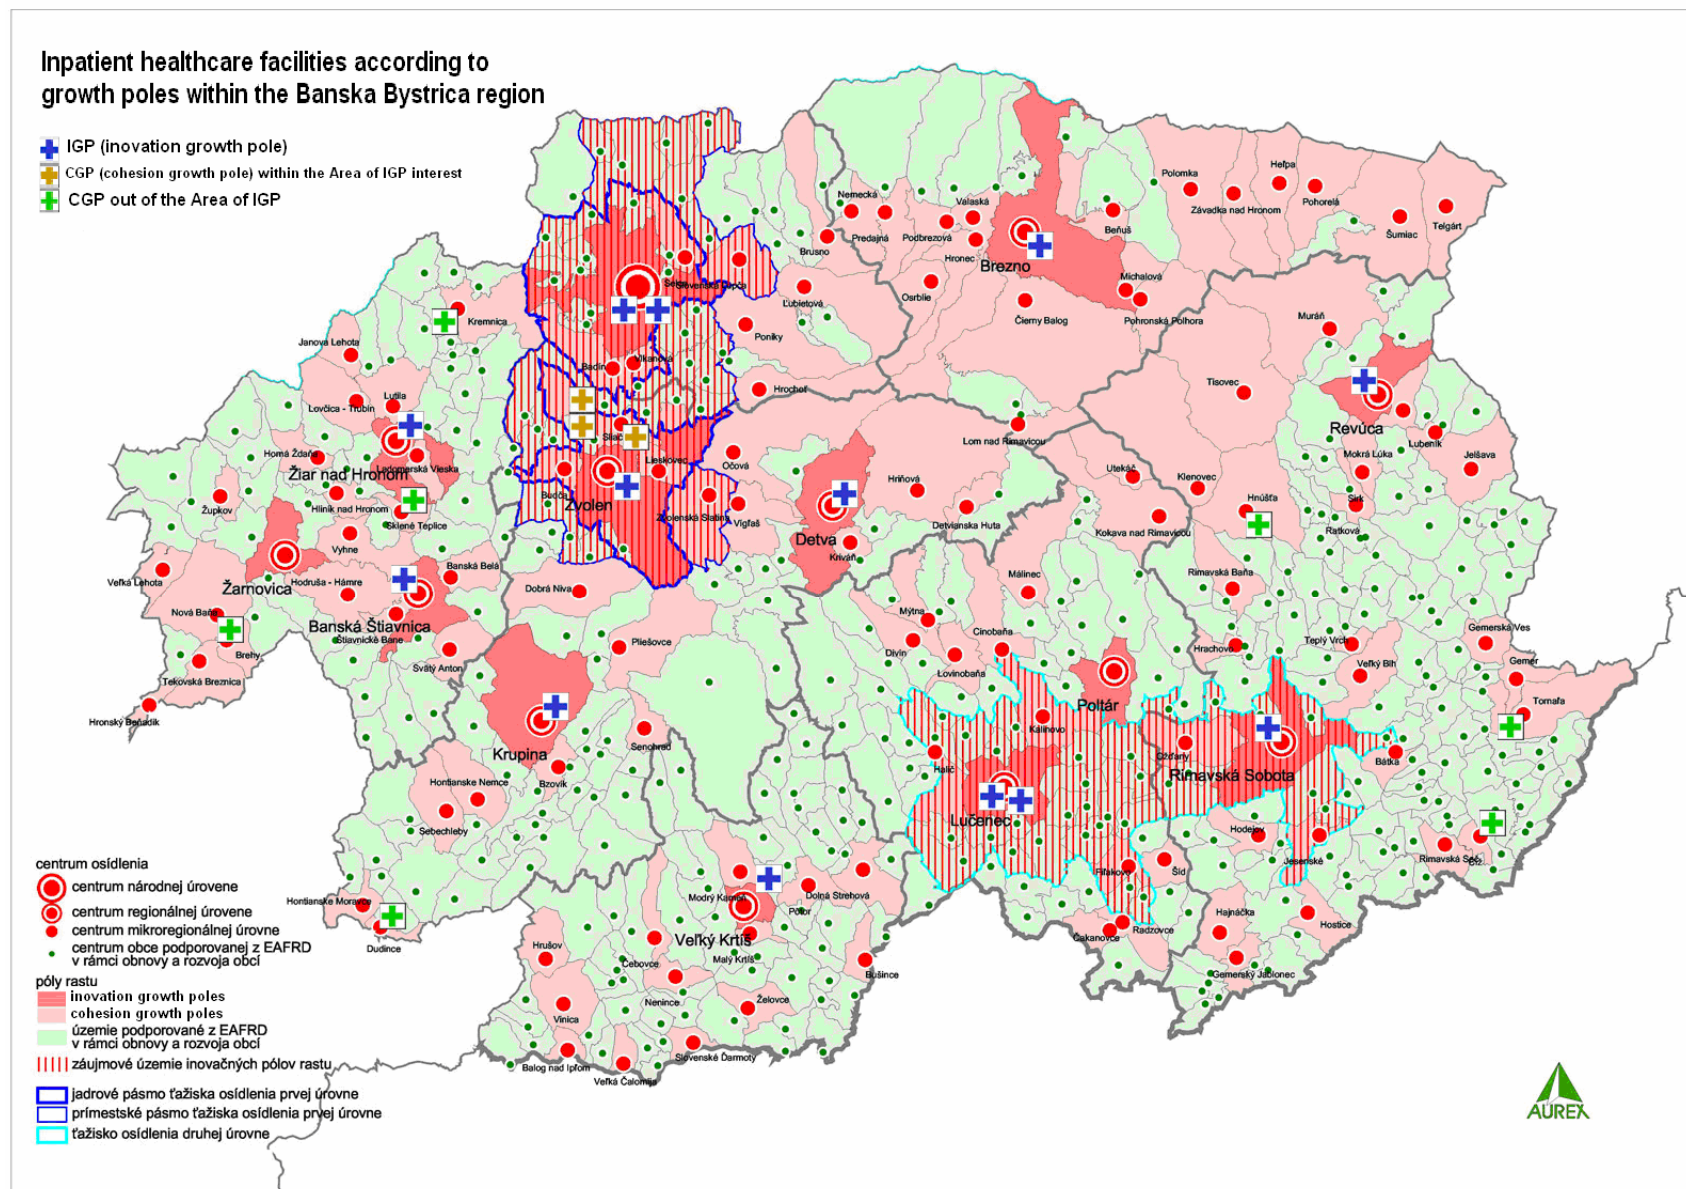 Inpatient healthcare facilities according to
growth poles within the Banska Bystrica region
IGP (inovation growth pole)
CGP (cohesion growth pole) within the Area of IGP interest
CGP out of the Area of IGP
Polomka
Heľpa
Závadka nad Hronom
Pohorelá
Šumiac
Telgárt
Nemecká
Valaská
Predajná
Podbrezová
Beňuš
Brusno
Hronec
Brezno
Michalová
Slovenská Ľupča
Osrblie
Ľubietová
Čierny Balog
Pohronská Polhora
Kremnica
Poniky
Muráň
Janova Lehota
Badín
Vlkanová
Hrochoť
Tisovec
Lovčica - Trubín
Lutila
Revúca
Lubeník
Sliač
Lom nad Rimavicou
Horná Ždaňa
Ladomerská Vieska
Lieskovec
Očová
Mokrá Lúka
Jelšava
Žiar nad Hronom
Utekáč
Klenovec
Hriňová
Župkov
Hliník nad Hronom
Budča
Zvolen
Zvolenská Slatina
Vígľaš
Hnúšťa
Sirk
Sklené Teplice
Detvianska Huta
Kokava nad Rimavicou
Ratková
Vyhne
Detva
Kriváň
Veľká Lehota
Žarnovica
Hodruša - Hámre
Banská Belá
Dobrá Niva
Málinec
Rimavská Baňa
Nová Baňa
Banská Štiavnica
Štiavnické Bane
Mýtna
Cinobaňa
Gemerská Ves
Brehy
Pliešovce
Divín
Hrachovo
Teplý Vrch
Svätý Anton
Lovinobaňa
Veľký Blh
Gemer
Tekovská Breznica
Hronský Beňadik
Poltár
Tornaľa
Krupina
Senohrad
Kalinovo
Halič
Ožďany
Rimavská Sobota
Bátka
Hontianske Nemce
Bzovík
Lučenec
Sebechleby
Hodejov
Jesenské
Rimavská Seč
Číž
Fiľakovo
Šíd
Modrý Kameň
Dolná Strehová
Pôtor
Hontianske Moravce
Hajnáčka
Hostice
Radzovce
Čakanovce
Dudince
Hrušov
Veľký Krtíš
Malý Krtíš
Čebovce
Bušince
Gemerský Jablonec
Nenince
Želovce
Vinica
Slovenské Ďarmoty
Balog nad Ipľom
Veľká Čalomija
centrum osídlenia
centrum národnej úrovene
centrum regionálnej úrovene
centrum mikroregionálnej úrovne
centrum obce podporovanej z EAFRD
v rámci obnovy a rozvoja obcí
póly rastu
inovation growth poles
cohesion growth poles
územie podporované z EAFRD
v rámci obnovy a rozvoja obcí
záujmové územie inovačných pólov rastu
jadrové pásmo ťažiska osídlenia prvej úrovne
prímestské pásmo ťažiska osídlenia prvej úrovne
ťažisko osídlenia druhej úrovne
AUREX